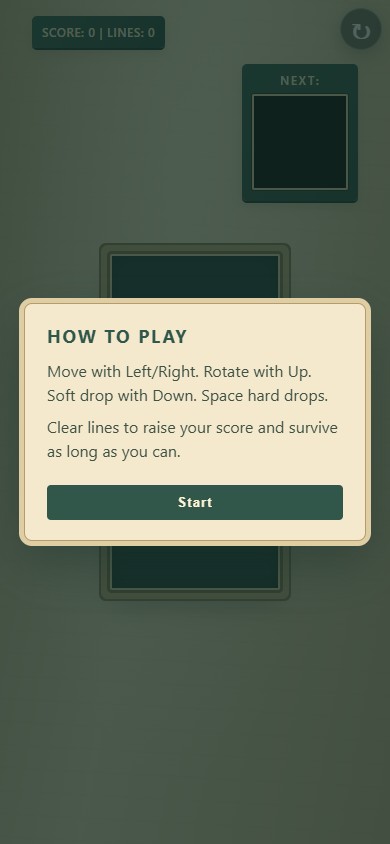 SCORE: 0 | LINES: 0
NEXT:
HOW TO PLAY
Move with Left/Right. Rotate with Up.
Soft drop with Down. Space hard drops.
Clear lines to raise your score and survive
as long as you can.
Start